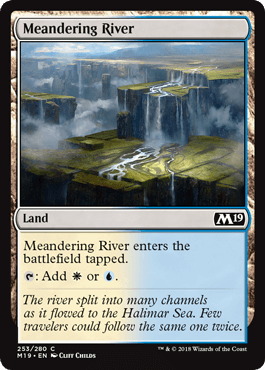 Meandering River
Land
M19
Meandering River enters the
battlefield tapped.
: Add or .
The river split into many channels
as it flowed to the Halimar Sea. Few
travelers could follow the same one twice.
253/280 C
M19 • EN Cliff Childs
™ & © 2018 Wizards of the Coast